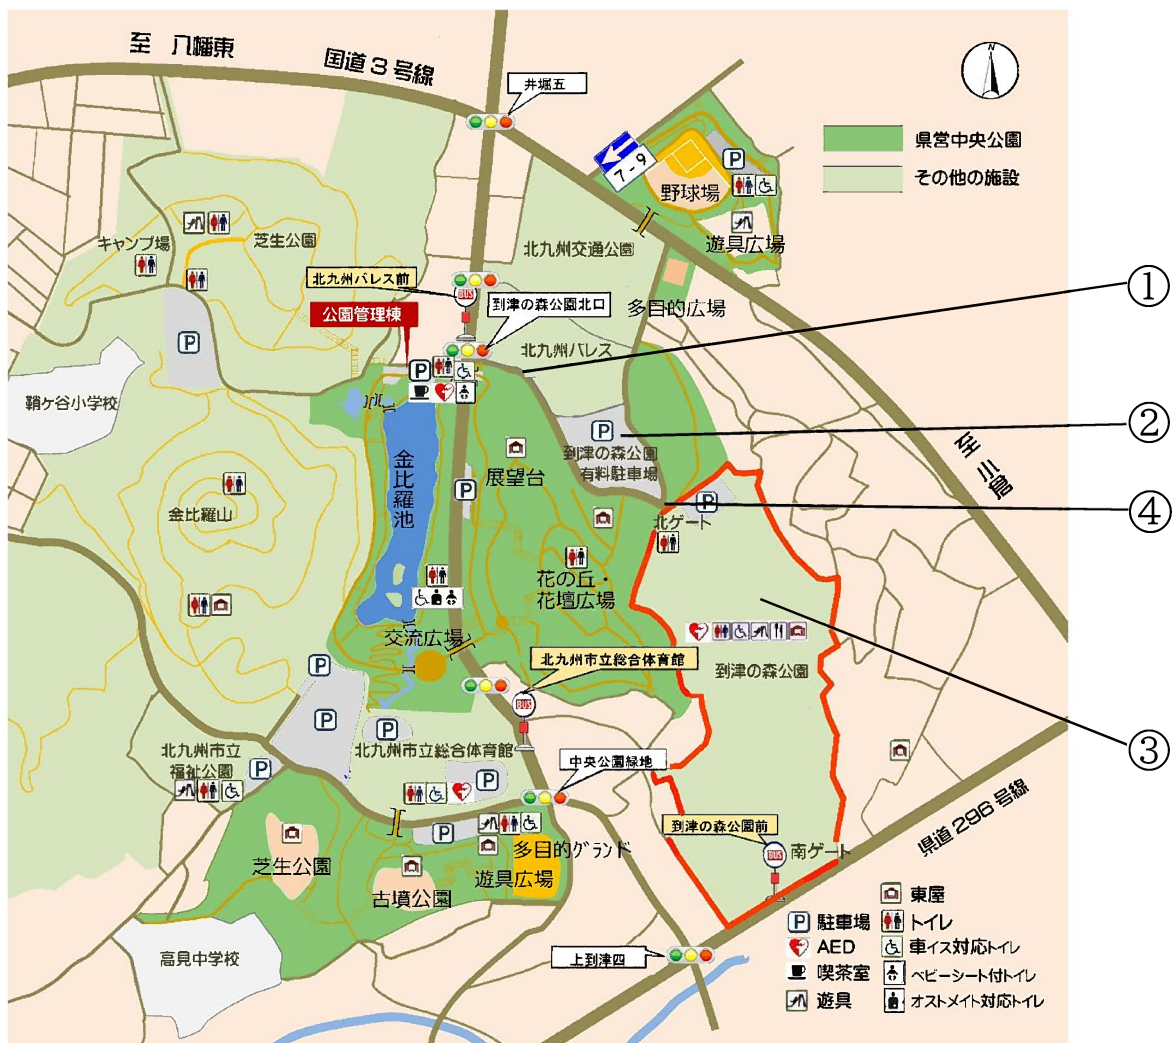 至 八幡東
国道3号線
井堀五
7-9
県営中央公園
その他の施設
野球場
遊具広場
キャンプ場
芝生公園
北九州交通公園
北九州パレス前
BUS
到津の森公園北口
公園管理棟
多目的広場
北九州パレス
①
鞘ケ谷小学校
金比羅池
展望台
到津の森公園
有料駐車場
②
至 小倉
金比羅山
北ゲート
④
花の丘・
花壇広場
交流広場
北九州市立総合体育館
BUS
到津の森公園
③
北九州市立
福祉公園
北九州市立総合体育館
中央公園緑地
県道296号線
到津の森公園前
BUS
南ゲート
多目的グランド
遊具広場
芝生公園
古墳公園
高見中学校
上到津四
東屋
P 駐車場
トイレ
AED
車イス対応トイレ
喫茶室
ベビーシート付トイレ
遊具
オストメイト対応トイレ
N